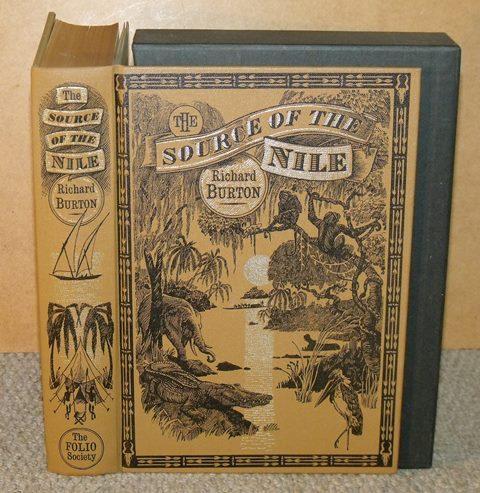 The
SOURCE
OF THE
NILE
Richard
BURTON
The
FOLIO
Society
THE
SOURCE OF THE
NILE
Richard
BURTON